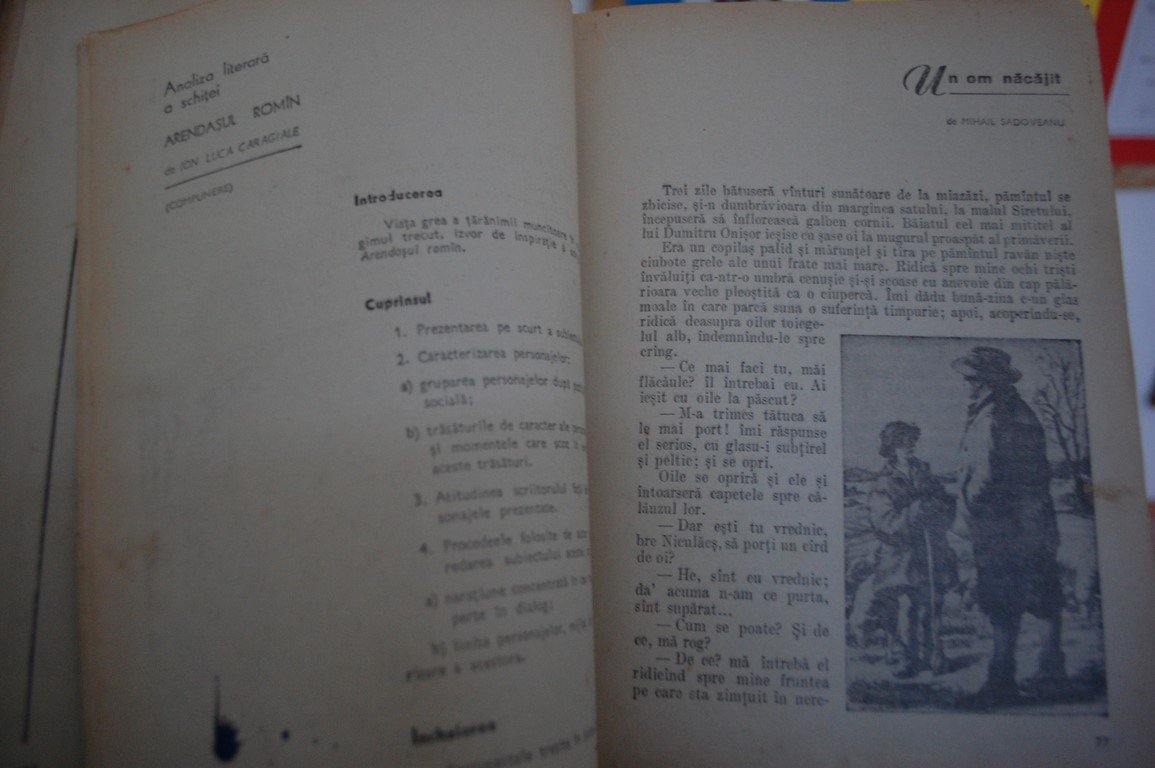 Analiza literară
a schiței
ARENDAȘUL ROMÎN
de ION LUCA CARAGIALE
(COMPUNERE)
Introducerea
Viața grea a țărănimii muncitoare în
gimul trecut, izvor de inspirație a
Arendașul romîn.
Cuprinsul
1. Prezentarea pe scurt a
2. Caracterizarea personajelor:
a) gruparea personajelor după
socială;
b) trăsăturile de caracter ale
și momentele care scot
aceste trăsături.
3. Atitudinea scriitorului
sonajele prezentate.
4. Procedeele folosite de
redarea subiectului
a) narațiune concentrată în
parte în dialog;
b) limba personajelor,
a acestora.
Încheierea
Un om năcăjit
de MIHAIL SADOVEANU
Trei zile bătuseră vînturi sunătoare de la miazăzi, pămîntul se
zbicise, și-n dumbrăvioara din marginea satului, la malul Siretului,
începuseră să înflorească galben cornii. Băiatul cel mai mititel al
lui Dumitru Onișor ieșise cu șase oi la mugurul proaspăt al primăverii.
Era un copilaș palid și mărunțel și tîra pe pămîntul ravăn niște
ciubote grele ale unui frate mai mare. Ridică spre mine ochi triști
învăluiți ca-ntr-o umbră cenușie și-și scoase cu anevoie din cap pălă-
rioara veche pleoștită ca o ciupercă. Îmi dădu bună-ziua c-un glas
moale în care parcă suna o suferință timpurie; apoi, acoperindu-se,
ridică deasupra oilor toiege-
lul alb, îndemnîndu-le spre
crîng.
— Ce mai faci tu, măi
flăcăule? îl întrebai eu. Ai
ieșit cu oile la păscut?
— M-a trimes tătuca să
le mai port! îmi răspunse
el serios, cu glasu-i subțirel
și peltic; și se opri.
Oile se opriră și ele și
întoarseră capetele spre că-
lăuzul lor.
— Dar ești tu vrednic,
bre Niculăeș, să porți un cîrd
de oi?
— He, sînt eu vrednic;
da' acuma n-am ce purta,
sînt supărat...
— Cum se poate? Și de
ce, mă rog?
— De ce? mă întrebă el
ridicînd spre mine fruntea
pe care sta zimțuit în nere-
77